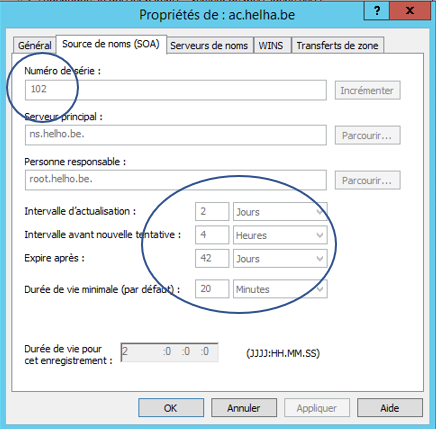 Propriétés de : ac.helha.be
? X
Général Source de noms (SOA) Serveurs de noms WINS Transferts de zone
Numéro de série :
102 Incrémenter
Serveur principal :
ns.helho.be. Parcourir...
Personne responsable :
root.helho.be. Parcourir...
Intervalle d'actualisation : 2 Jours
Intervalle avant nouvelle tentative : 4 Heures
Expire après : 42 Jours
Durée de vie minimale (par défaut) : 20 Minutes
Durée de vie pour
cet enregistrement : 2 :0 :0 :0 (JJJJ:HH.MM.SS)
OK Annuler Appliquer Aide